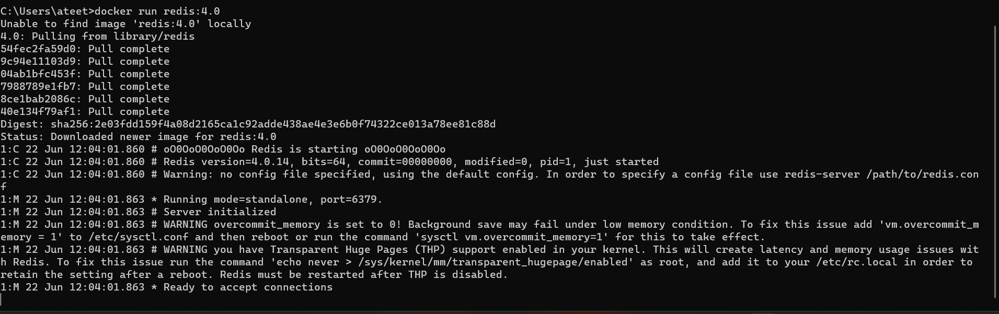 C:\Users\ateet>docker run redis:4.0
Unable to find image 'redis:4.0' locally
4.0: Pulling from library/redis
54fec2fa59d0: Pull complete
9c94e11103d9: Pull complete
04ab1bfc453f: Pull complete
7988789e1fb7: Pull complete
8ce1bab2086c: Pull complete
40e134f79af1: Pull complete
Digest: sha256:2e03fdd159f4a08d2165ca1c92adde438ae4e3e6b0f74322ce013a78ee81c88d
Status: Downloaded newer image for redis:4.0
1:C 22 Jun 12:04:01.860 # oO0OoO0OoO0Oo Redis is starting oO0OoO0OoO0Oo
1:C 22 Jun 12:04:01.860 # Redis version=4.0.14, bits=64, commit=00000000, modified=0, pid=1, just started
1:C 22 Jun 12:04:01.860 # Warning: no config file specified, using the default config. In order to specify a config file use redis-server /path/to/redis.con
f
1:M 22 Jun 12:04:01.863 * Running mode=standalone, port=6379.
1:M 22 Jun 12:04:01.863 # Server initialized
1:M 22 Jun 12:04:01.863 # WARNING overcommit_memory is set to 0! Background save may fail under low memory condition. To fix this issue add 'vm.overcommit_m
emory = 1' to /etc/sysctl.conf and then reboot or run the command 'sysctl vm.overcommit_memory=1' for this to take effect.
1:M 22 Jun 12:04:01.863 # WARNING you have Transparent Huge Pages (THP) support enabled in your kernel. This will create latency and memory usage issues wit
h Redis. To fix this issue run the command 'echo never > /sys/kernel/mm/transparent_hugepage/enabled' as root, and add it to your /etc/rc.local in order to
retain the setting after a reboot. Redis must be restarted after THP is disabled.
1:M 22 Jun 12:04:01.863 * Ready to accept connections